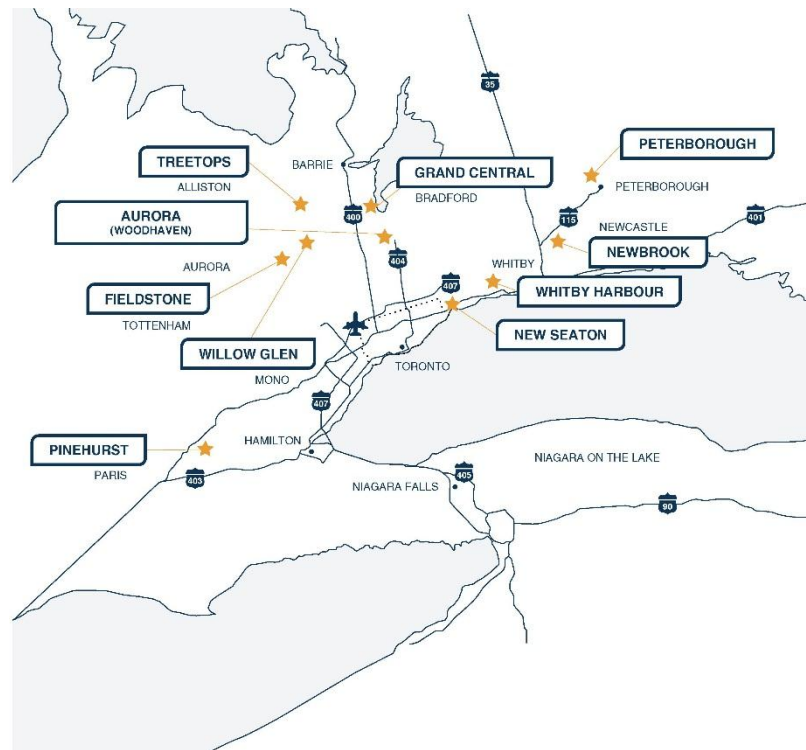 35
TREETOPS
ALLISTON
BARRIE
GRAND CENTRAL
BRADFORD
PETERBOROUGH
PETERBOROUGH
AURORA
(WOODHAVEN)
400
115
401
NEWCASTLE
NEWBROOK
AURORA
404
WHITBY
FIELDSTONE
TOTTENHAM
407
WHITBY HARBOUR
WILLOW GLEN
MONO
NEW SEATON
TORONTO
407
PINEHURST
PARIS
HAMILTON
403
NIAGARA FALLS
405
NIAGARA ON THE LAKE
90